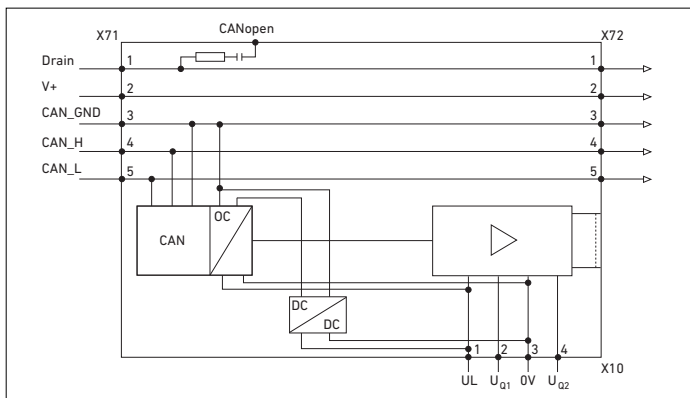 CANopen
X71
X72
Drain
1
1
V+
2
2
CAN_GND
3
3
CAN_H
4
4
CAN_L
5
5
CAN
OC
DC
DC
1
2
3
4
X10
UL
UQ1
0V
UQ2